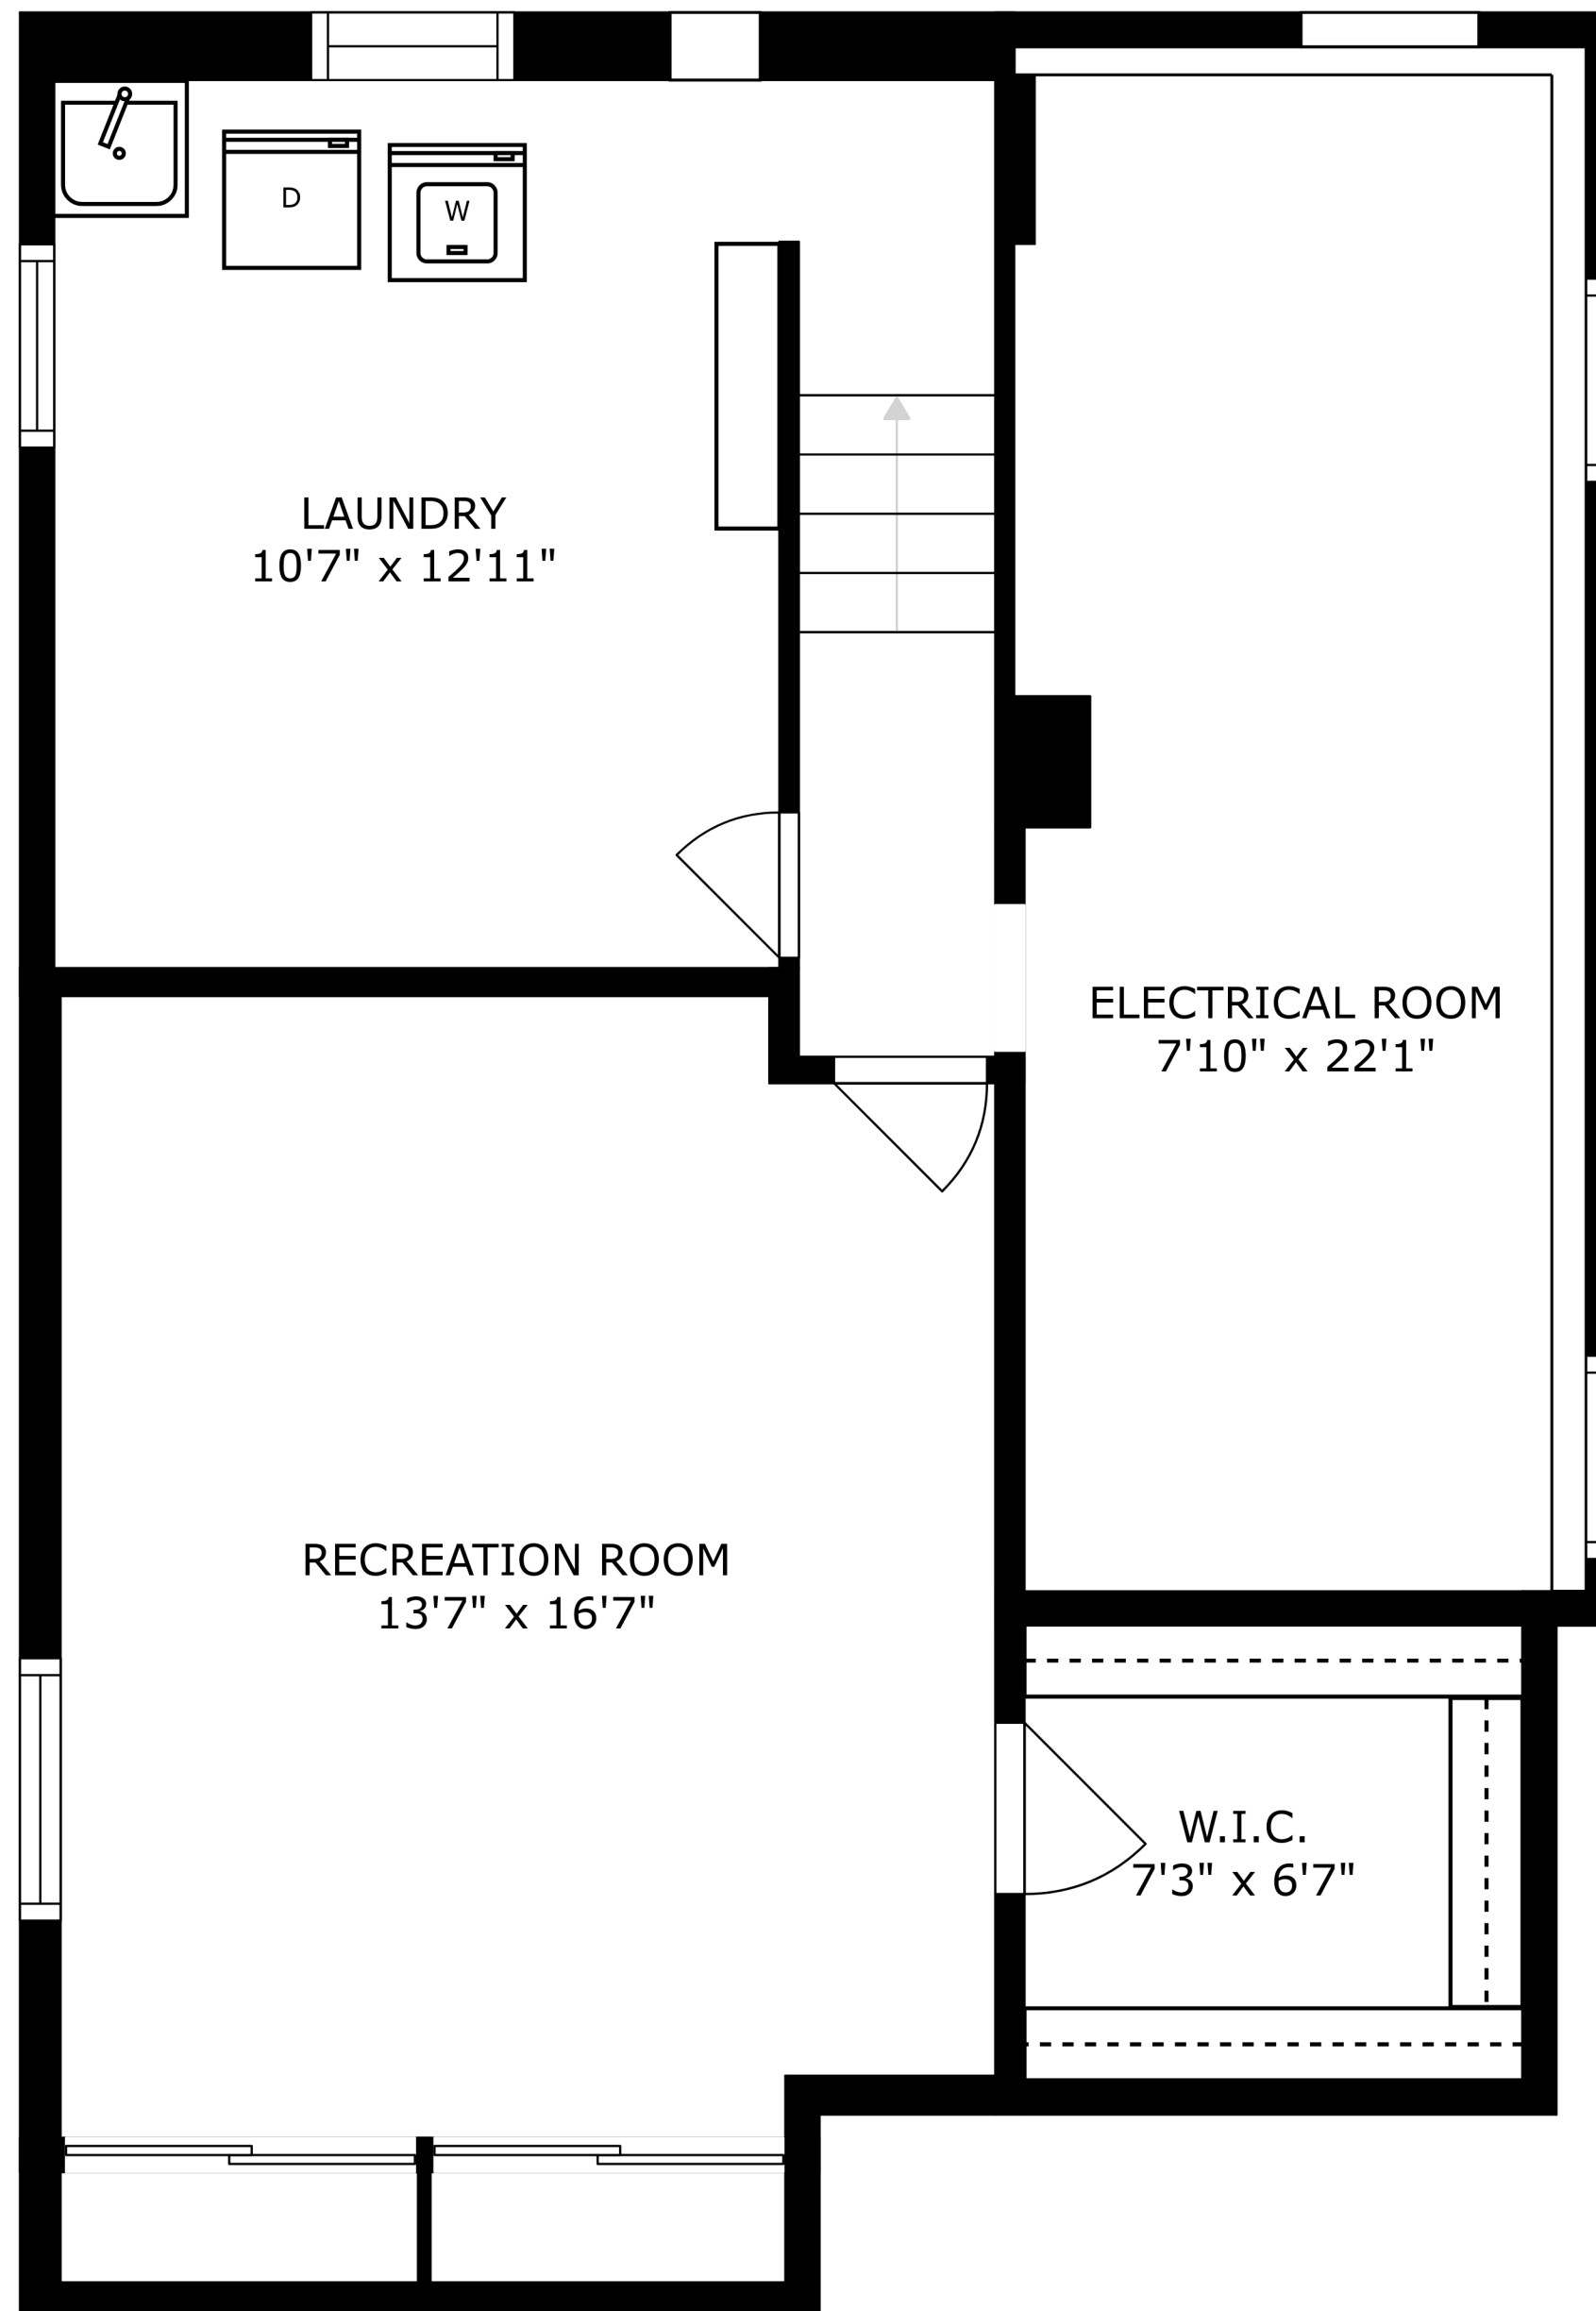 D
W
LAUNDRY
10'7" x 12'11"
ELECTRICAL ROOM
7'10" x 22'1"
RECREATION ROOM
13'7" x 16'7"
W.I.C.
7'3" x 6'7"